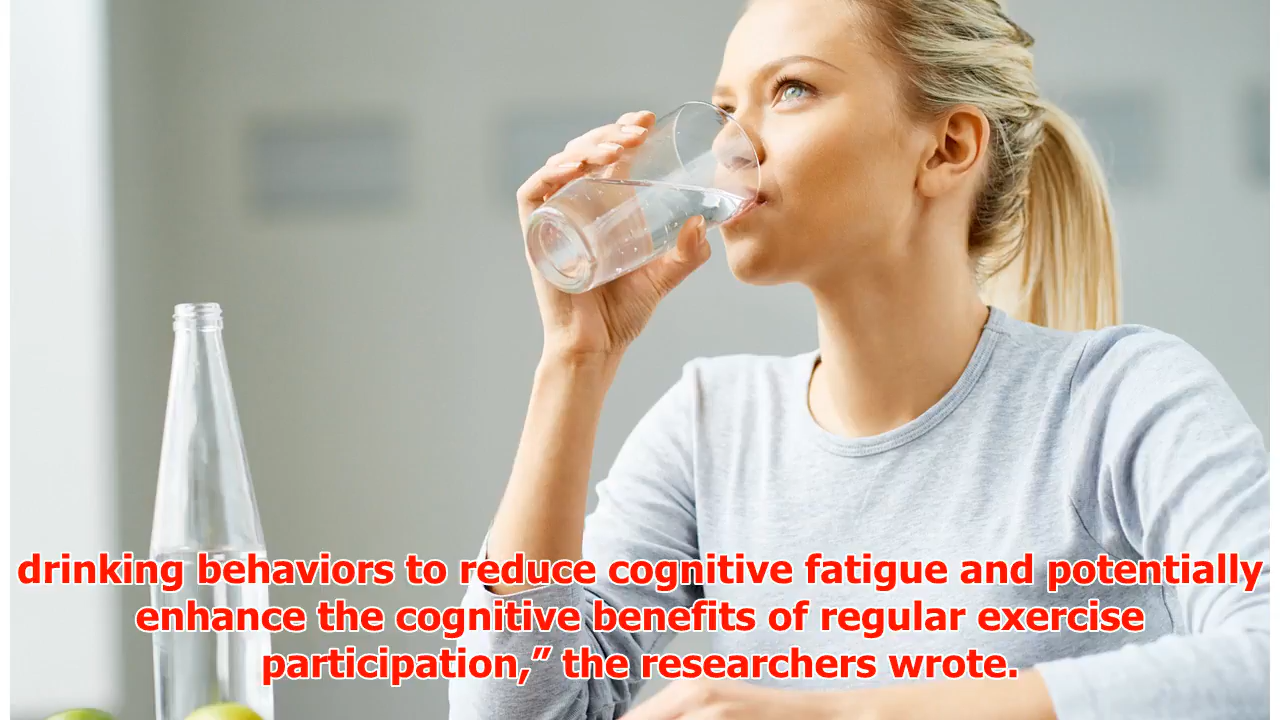 drinking behaviors to reduce cognitive fatigue and potentially
enhance the cognitive benefits of regular exercise
participation,” the researchers wrote.